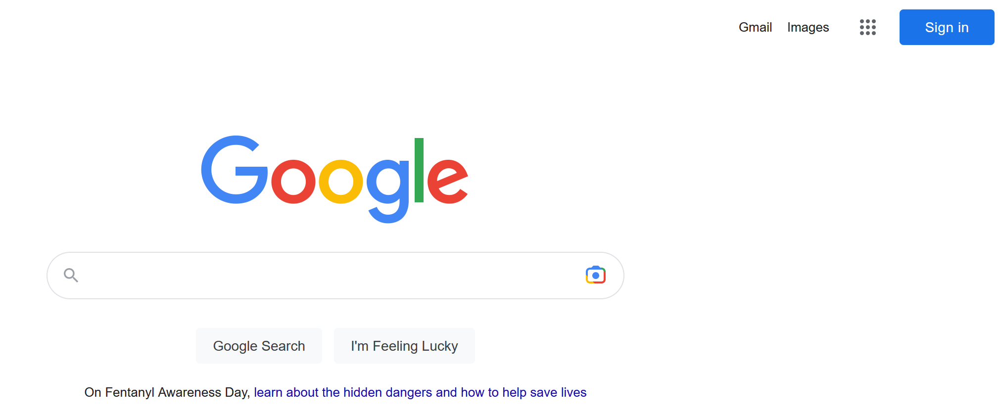 Gmail Images Sign in
Google
Google Search I'm Feeling Lucky
On Fentanyl Awareness Day, learn about the hidden dangers and how to help save lives